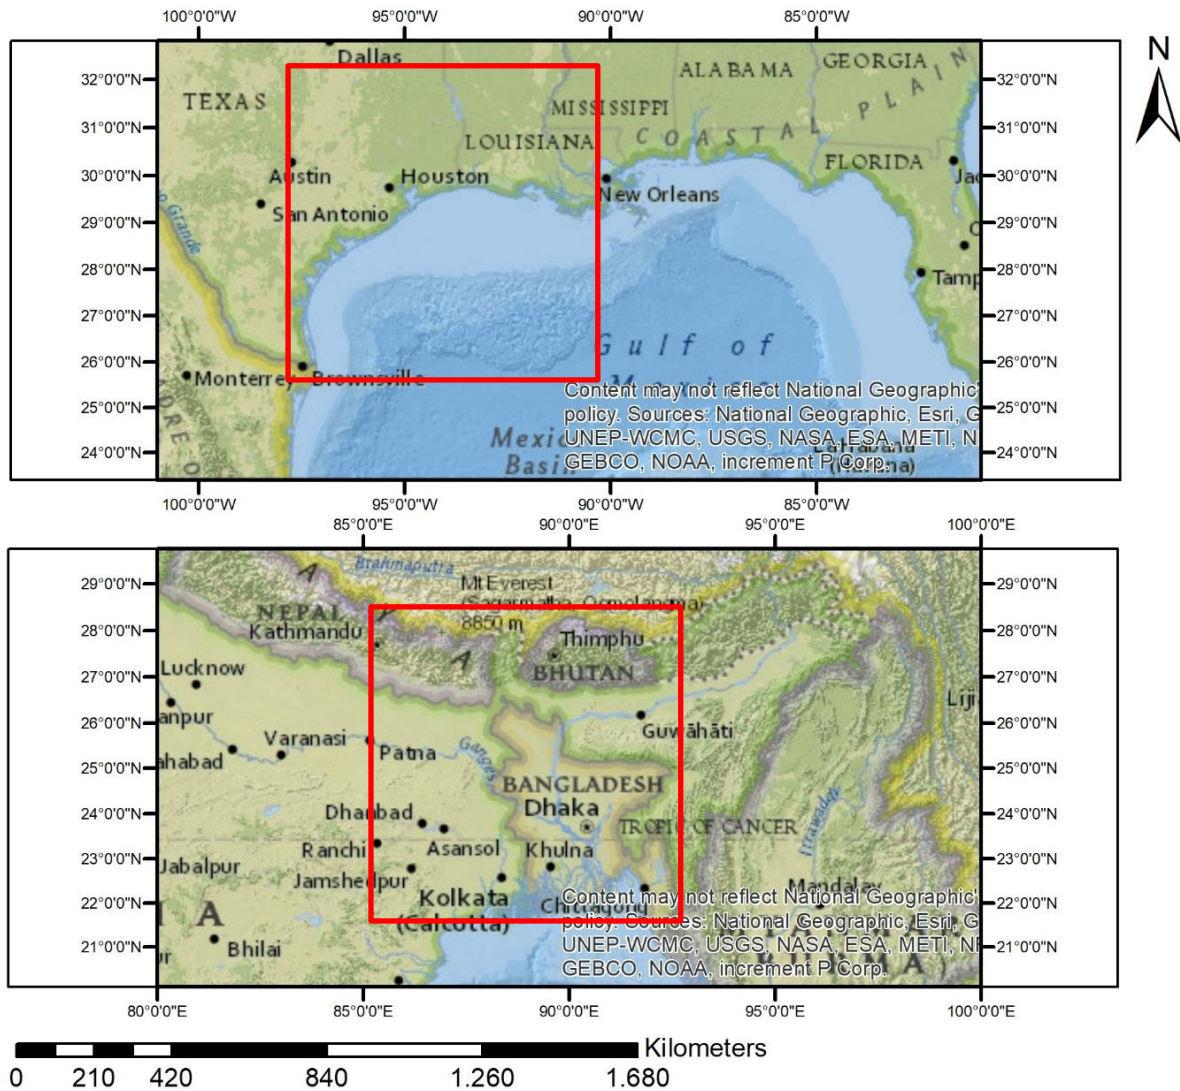 100°0'0"W 95°0'0"W 90°0'0"W 85°0'0"W
N
Dallas
32°0'0"N
TEXAS
ALABAMA
GEORGIA
32°0'0"N
31°0'0"N
MISSISSIPPI
COASTAL PLAIN
31°0'0"N
LOUISIANA
FLORIDA
30°0'0"N
Austin
Houston
New Orleans
Jac
30°0'0"N
29°0'0"N
San Antonio
Grande
O
29°0'0"N
28°0'0"N
Tamp
28°0'0"N
27°0'0"N
Gulf of
27°0'0"N
26°0'0"N
Monterrey
Brownsville
26°0'0"N
Content may not reflect National Geographic'
25°0'0"N
policy. Sources: National Geographic, Esri, G
25°0'0"N
UNEP-WCMC, USGS, NASA, ESA, METI, N
24°0'0"N
Basin
GEBCO, NOAA, increment P Corp.
24°0'0"N
100°0'0"W 95°0'0"W 90°0'0"W 85°0'0"W
85°0'0"E 90°0'0"E 95°0'0"E 100°0'0"E
Brahmaputra
29°0'0"N
Mt Everest
29°0'0"N
NEPAL
8850 m
28°0'0"N
Kathmandu
Thimphu
28°0'0"N
Lucknow
BHUTAN
27°0'0"N
Liji
27°0'0"N
anpur
26°0'0"N
Guwāhāti
26°0'0"N
Varanasi
ahabad
Patna
Ganges
25°0'0"N
BANGLADESH
25°0'0"N
24°0'0"N
Dhanbad
Dhaka
TROPIC OF CANCER
Irrawaddy
24°0'0"N
23°0'0"N
Ranchi
Asansol
Khulna
23°0'0"N
Jabalpur
Jamshedpur
Mandalay
Kolkata
Content may not reflect National Geographic'
22°0'0"N
(Calcutta)
Chittagong
policy. Sources: National Geographic, Esri, G
22°0'0"N
I A
21°0'0"N
Bhilai
UNEP-WCMC, USGS, NASA, ESA, METI, N
21°0'0"N
GEBCO, NOAA, increment P Corp.
80°0'0"E 85°0'0"E 90°0'0"E 95°0'0"E 100°0'0"E
Kilometers
0 210 420 840 1.260 1.680